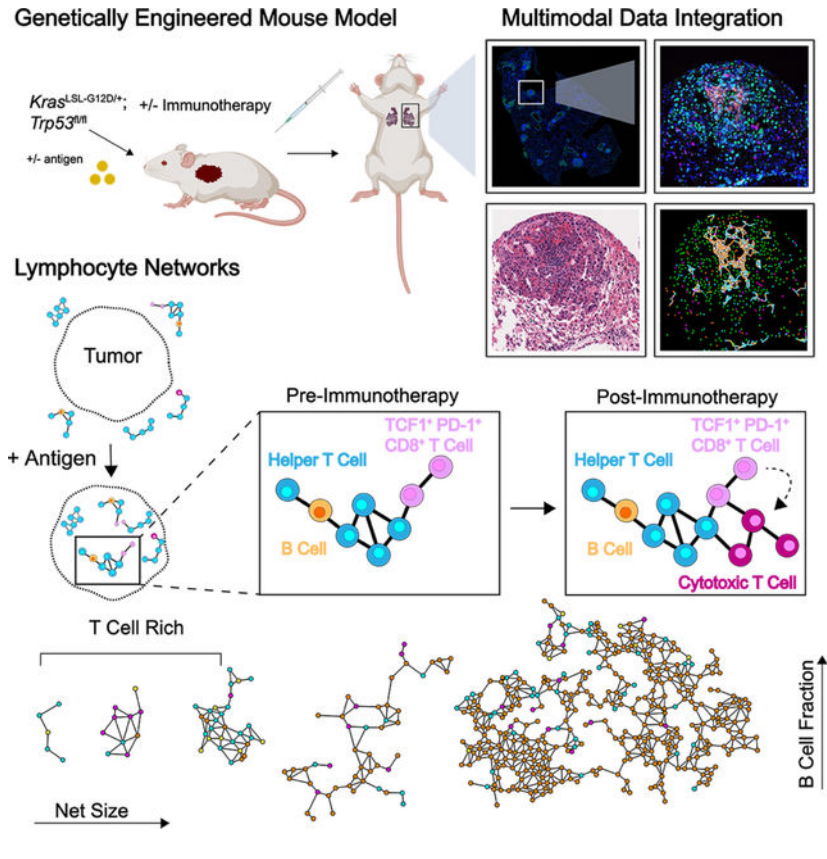 Genetically Engineered Mouse Model
Multimodal Data Integration
Kras^LSL-G12D/+;
Trp53^fl/fl
+/- Immunotherapy
+/- antigen
Lymphocyte Networks
Tumor
+ Antigen
Pre-Immunotherapy
TCF1⁺ PD-1⁺
CD8⁺ T Cell
Helper T Cell
B Cell
Post-Immunotherapy
TCF1⁺ PD-1⁺
CD8⁺ T Cell
Helper T Cell
B Cell
Cytotoxic T Cell
T Cell Rich
Net Size
B Cell Fraction